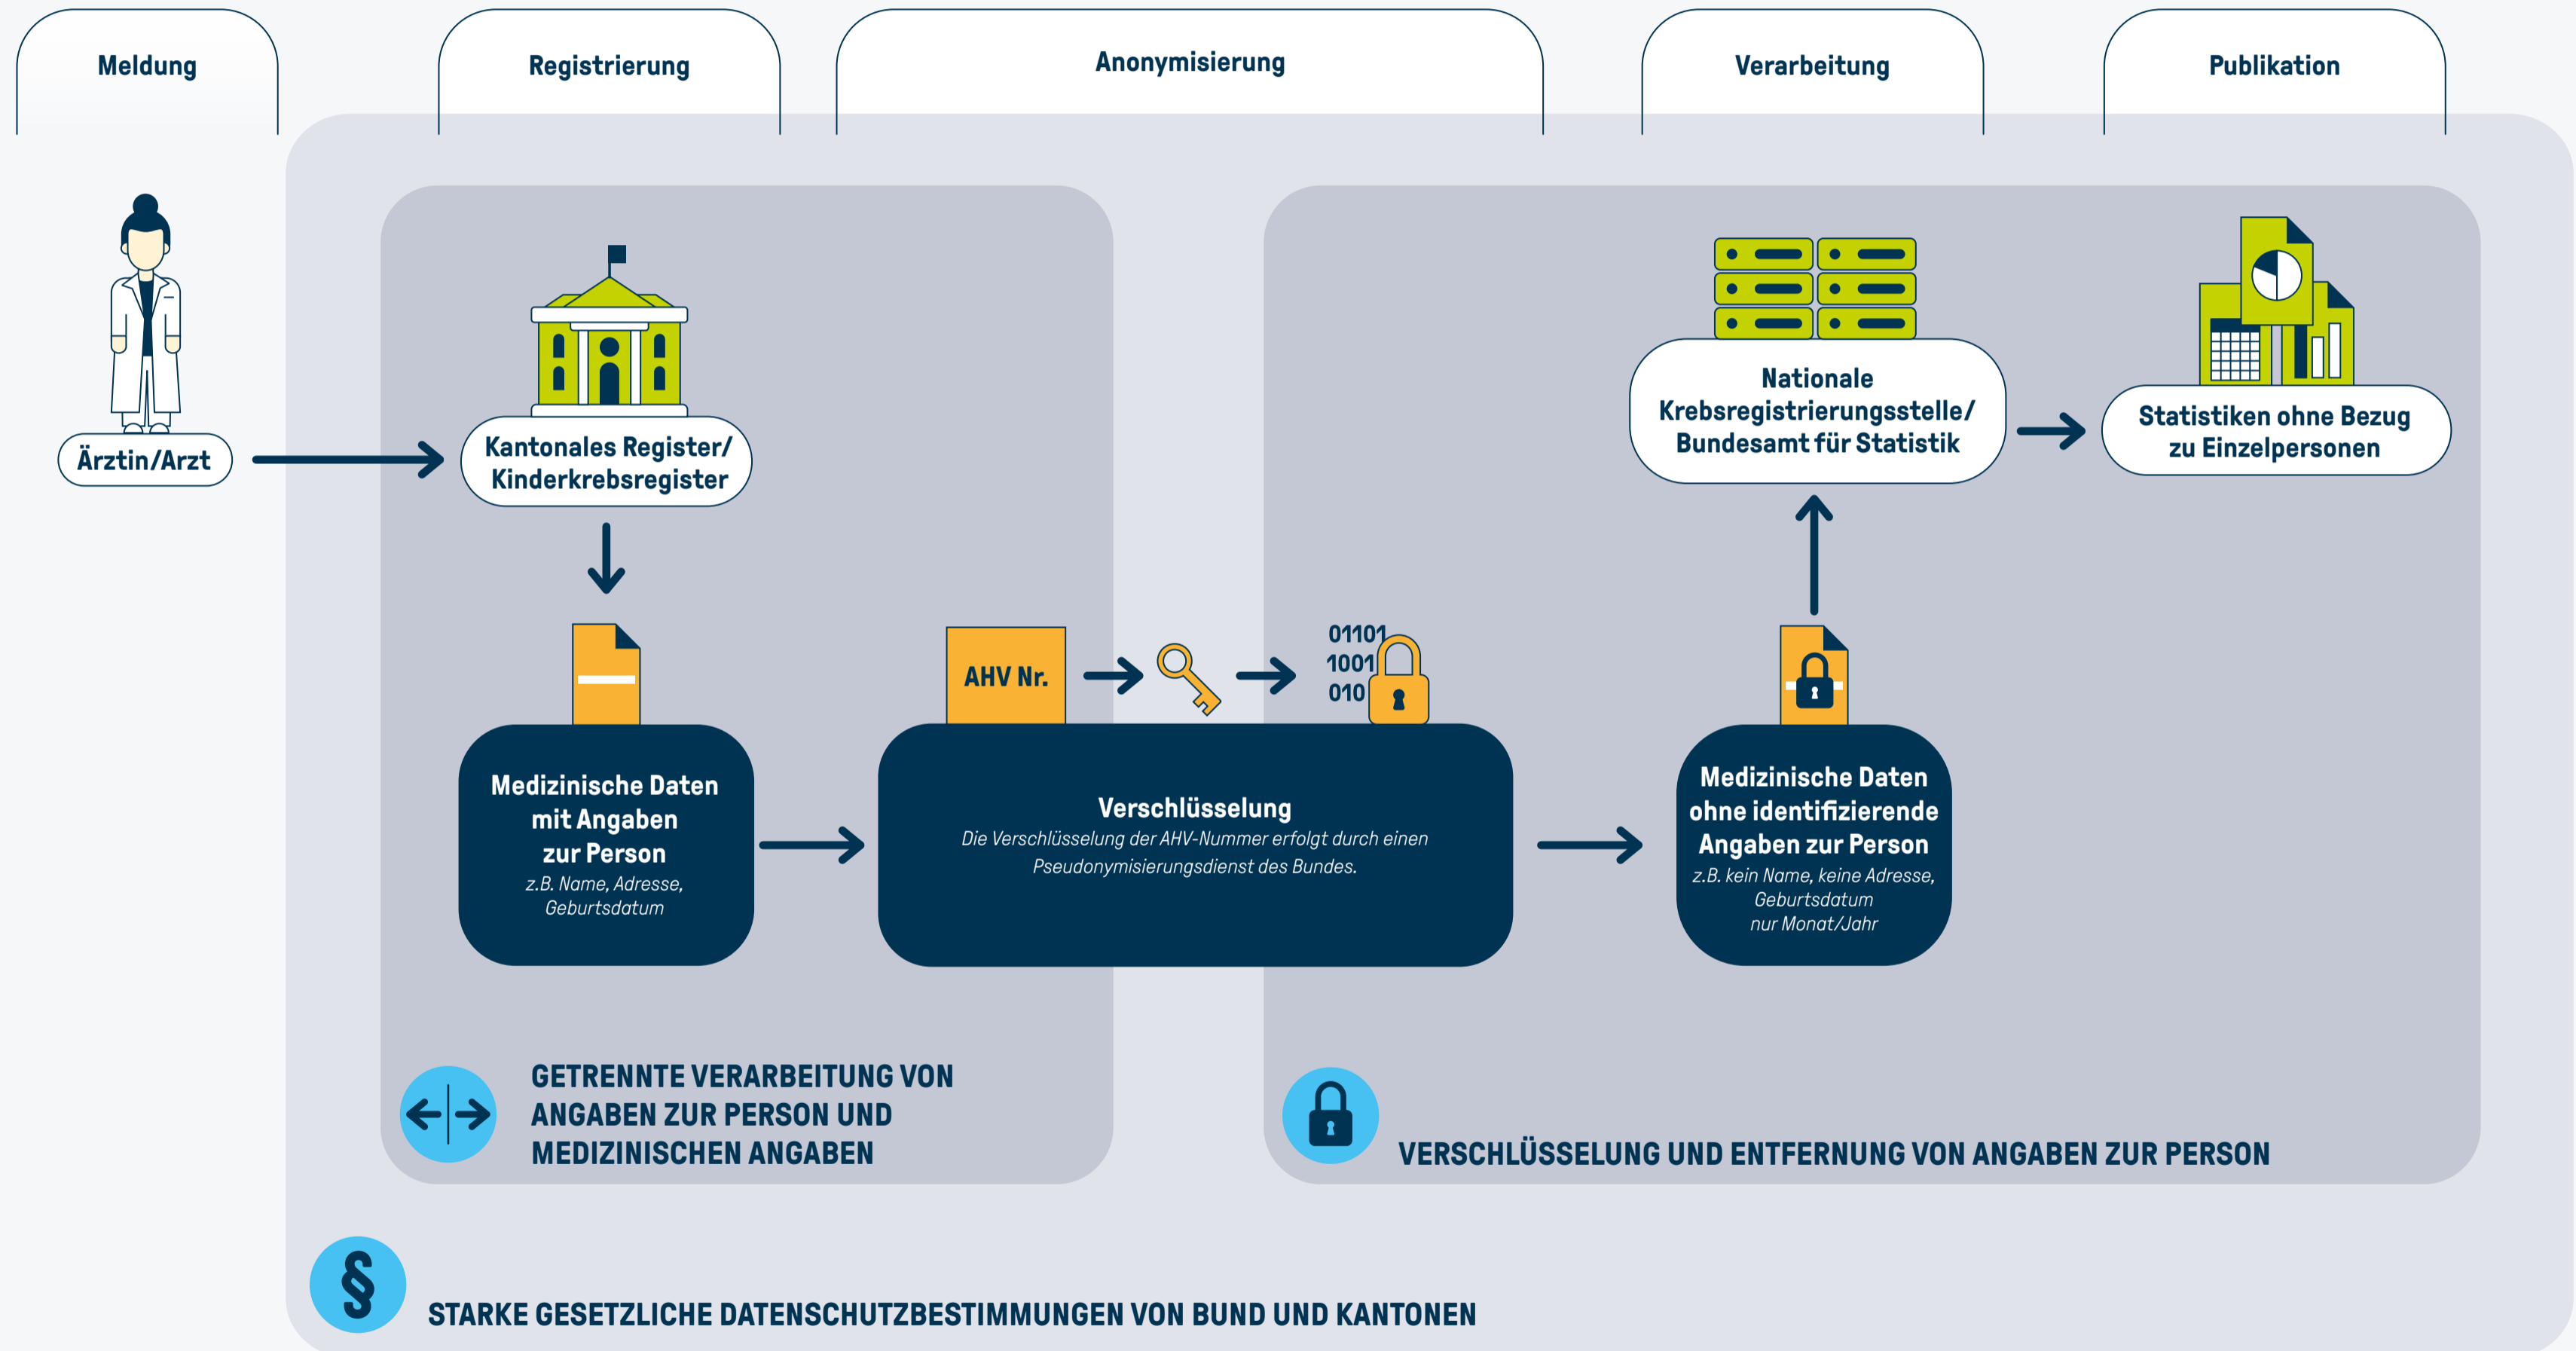 Meldung
Registrierung
Anonymisierung
Verarbeitung
Publikation
Ärztin/Arzt
Kantonales Register/
Kinderkrebsregister
Nationale
Krebsregistrierungsstelle/
Bundesamt für Statistik
Statistiken ohne Bezug
zu Einzelpersonen
AHV Nr.
01101
1001
010
Medizinische Daten
mit Angaben
zur Person
z.B. Name, Adresse,
Geburtsdatum
Verschlüsselung
Die Verschlüsselung der AHV-Nummer erfolgt durch einen
Pseudonymisierungsdienst des Bundes.
Medizinische Daten
ohne identifizierende
Angaben zur Person
z.B. kein Name, keine Adresse,
Geburtsdatum
nur Monat/Jahr
GETRENNTE VERARBEITUNG VON
ANGABEN ZUR PERSON UND
MEDIZINISCHEN ANGABEN
VERSCHLÜSSELUNG UND ENTFERNUNG VON ANGABEN ZUR PERSON
§
STARKE GESETZLICHE DATENSCHUTZBESTIMMUNGEN VON BUND UND KANTONEN